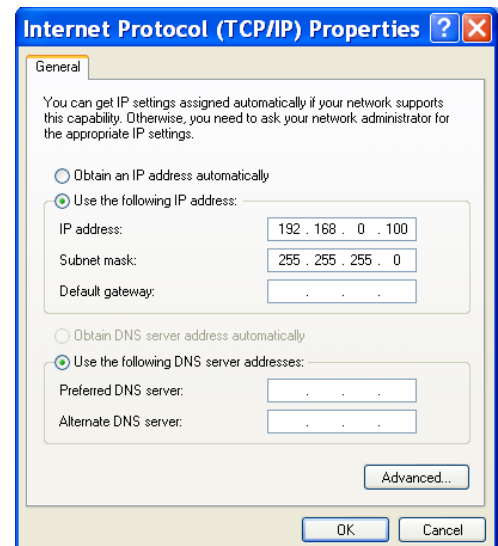 Internet Protocol (TCP/IP) Properties
General
You can get IP settings assigned automatically if your network supports
this capability. Otherwise, you need to ask your network administrator for
the appropriate IP settings.
Obtain an IP address automatically
Use the following IP address:
IP address: 192 . 168 . 0 . 100
Subnet mask: 255 . 255 . 255 . 0
Default gateway: . . .
Obtain DNS server address automatically
Use the following DNS server addresses:
Preferred DNS server: . . .
Alternate DNS server: . . .
Advanced...
OK Cancel